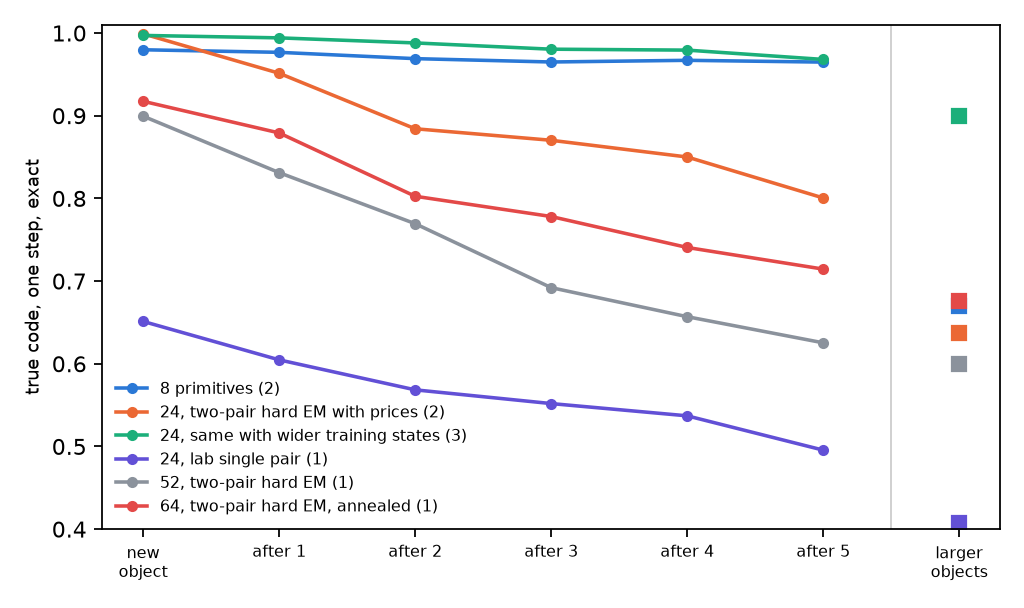 true code, one step, exact
1.0
0.9
0.8
0.7
0.6
0.5
0.4
8 primitives (2)
24, two-pair hard EM with prices (2)
24, same with wider training states (3)
24, lab single pair (1)
52, two-pair hard EM (1)
64, two-pair hard EM, annealed (1)
new
object
after 1
after 2
after 3
after 4
after 5
larger
objects